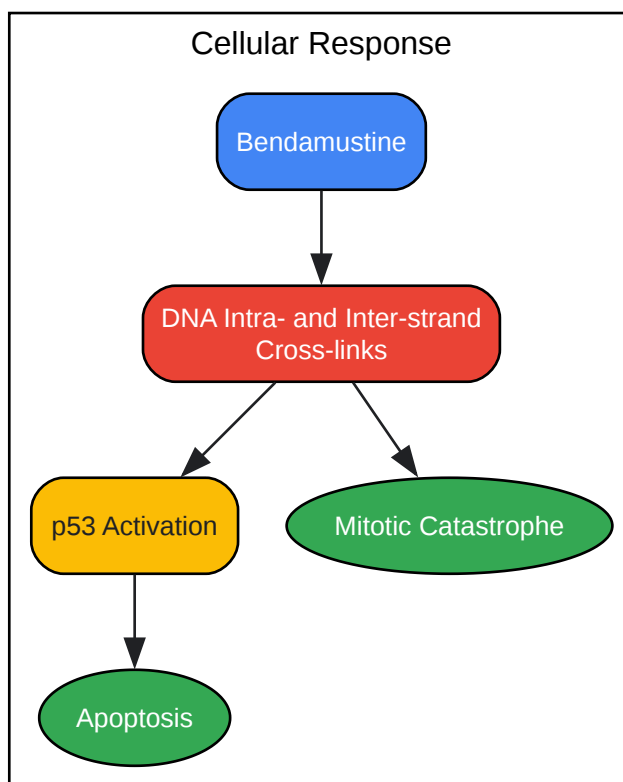 Cellular Response
Bendamustine
DNA Intra- and Inter-strand
Cross-links
p53 Activation
Mitotic Catastrophe
Apoptosis